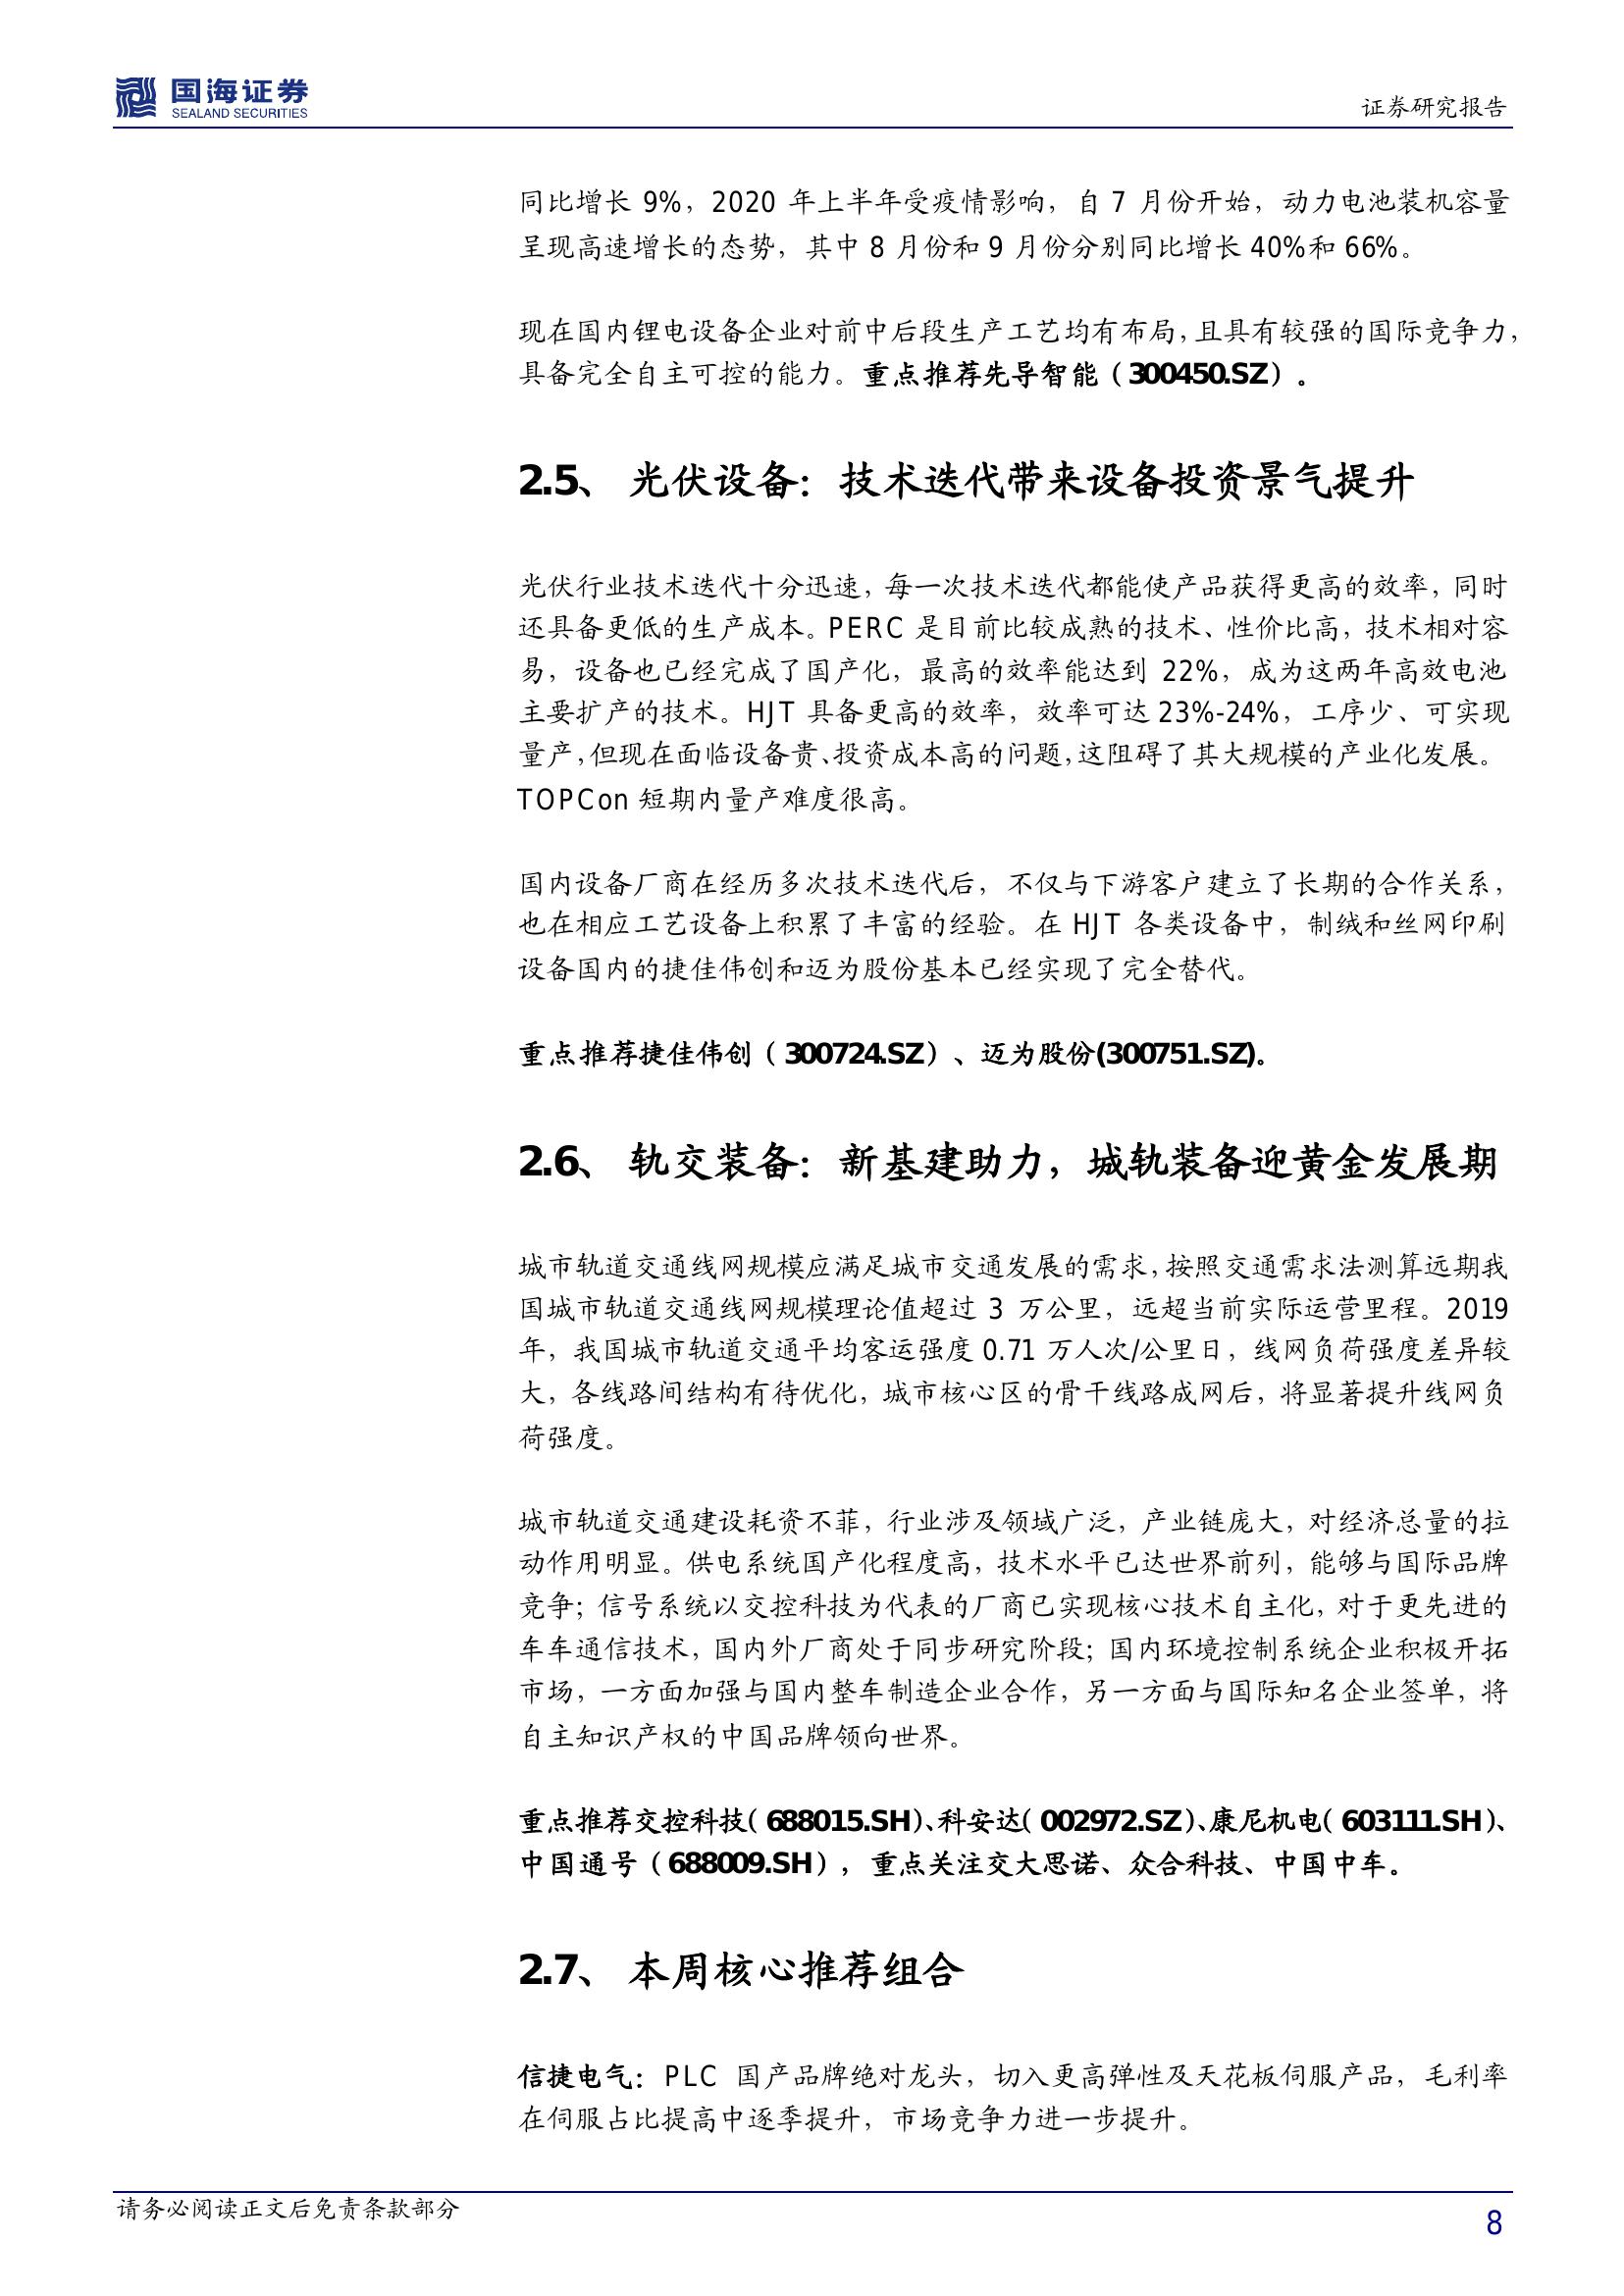 国海证券
SEALAND SECURITIES
证券研究报告
同比增长 9%，2020 年上半年受疫情影响，自 7 月份开始，动力电池装机容量
呈现高速增长的态势，其中 8 月份和 9 月份分别同比增长 40%和 66%。
现在国内锂电设备企业对前中后段生产工艺均有布局，且具有较强的国际竞争力，
具备完全自主可控的能力。重点推荐先导智能（300450.SZ）。
2.5、 光伏设备：技术迭代带来设备投资景气提升
光伏行业技术迭代十分迅速，每一次技术迭代都能使产品获得更高的效率，同时
还具备更低的生产成本。PERC 是目前比较成熟的技术、性价比高，技术相对容
易，设备也已经完成了国产化，最高的效率能达到 22%，成为这两年高效电池
主要扩产的技术。HJT 具备更高的效率，效率可达 23%-24%，工序少、可实现
量产，但现在面临设备贵、投资成本高的问题，这阻碍了其大规模的产业化发展。
TOPCon 短期内量产难度很高。
国内设备厂商在经历多次技术迭代后，不仅与下游客户建立了长期的合作关系，
也在相应工艺设备上积累了丰富的经验。在 HJT 各类设备中，制绒和丝网印刷
设备国内的捷佳伟创和迈为股份基本已经实现了完全替代。
重点推荐捷佳伟创（300724.SZ）、迈为股份(300751.SZ)。
2.6、 轨交装备：新基建助力，城轨装备迎黄金发展期
城市轨道交通线网规模应满足城市交通发展的需求，按照交通需求法测算远期我
国城市轨道交通线网规模理论值超过 3 万公里，远超当前实际运营里程。2019
年，我国城市轨道交通平均客运强度 0.71 万人次/公里日，线网负荷强度差异较
大，各线路间结构有待优化，城市核心区的骨干线路成网后，将显著提升线网负
荷强度。
城市轨道交通建设耗资不菲，行业涉及领域广泛，产业链庞大，对经济总量的拉
动作用明显。供电系统国产化程度高，技术水平已达世界前列，能够与国际品牌
竞争；信号系统以交控科技为代表的厂商已实现核心技术自主化，对于更先进的
车车通信技术，国内外厂商处于同步研究阶段；国内环境控制系统企业积极开拓
市场，一方面加强与国内整车制造企业合作，另一方面与国际知名企业签单，将
自主知识产权的中国品牌领向世界。
重点推荐交控科技（688015.SH）、科安达（002972.SZ）、康尼机电（603111.SH）、
中国通号（688009.SH），重点关注交大思诺、众合科技、中国中车。
2.7、 本周核心推荐组合
信捷电气：PLC 国产品牌绝对龙头，切入更高弹性及天花板伺服产品，毛利率
在伺服占比提高中逐季提升，市场竞争力进一步提升。
请务必阅读正文后免责条款部分
8